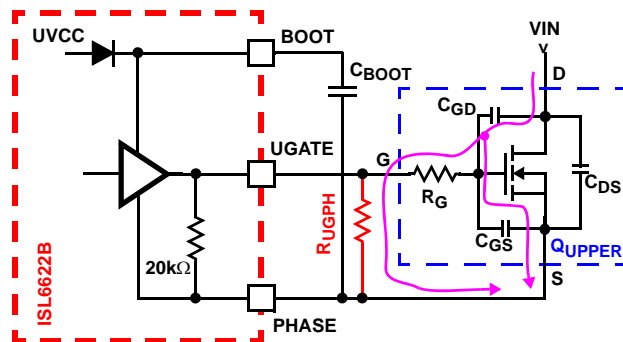 UVCC
BOOT
VIN
CBOOT
D
CGD
UGATE
G
RG
CDS
RUGPH
CGS
20kΩ
QUPPER
S
ISL6622B
PHASE